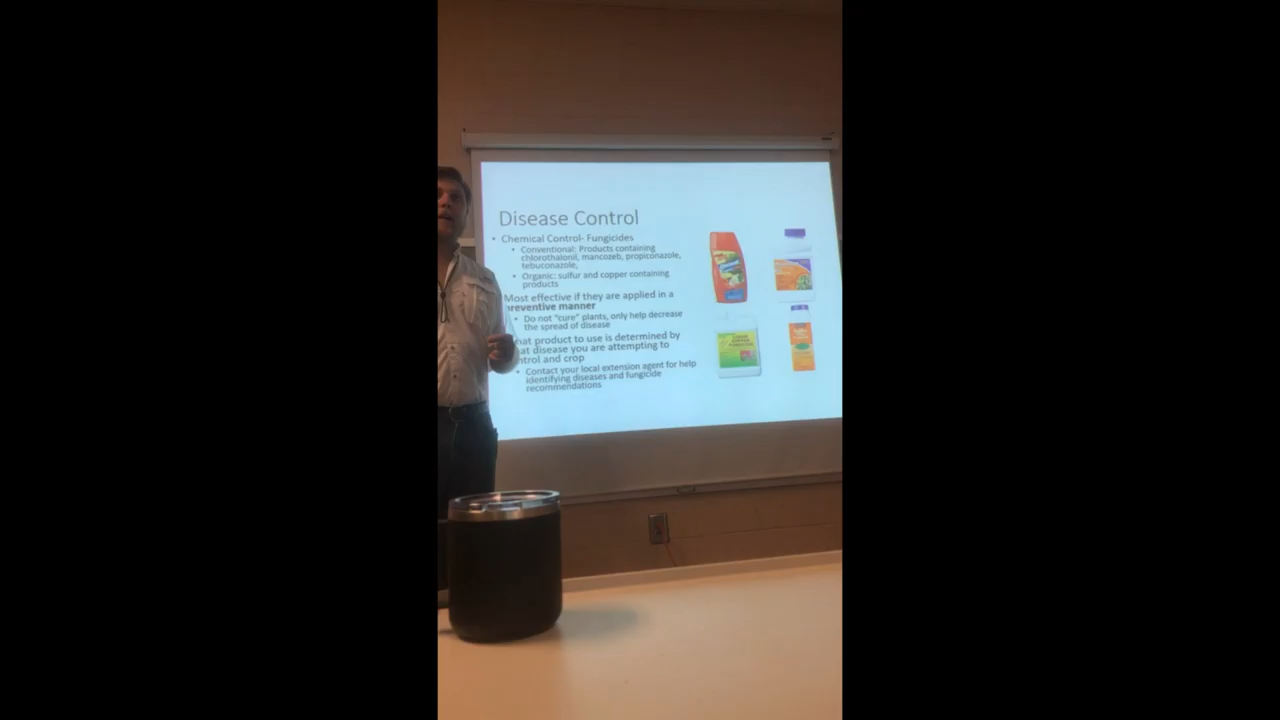 Disease Control
• Chemical Control- Fungicides
• Conventional: Products containing
chlorothalonil, mancozeb, propiconazole,
tebuconazole,
• Organic: sulfur and copper containing
products
Most effective if they are applied in a
preventive manner
• Do not "cure" plants, only help decrease
the spread of disease
hat product to use is determined by
at disease you are attempting to
ntrol and crop
• Contact your local extension agent for help
identifying diseases and fungicide
recommendations